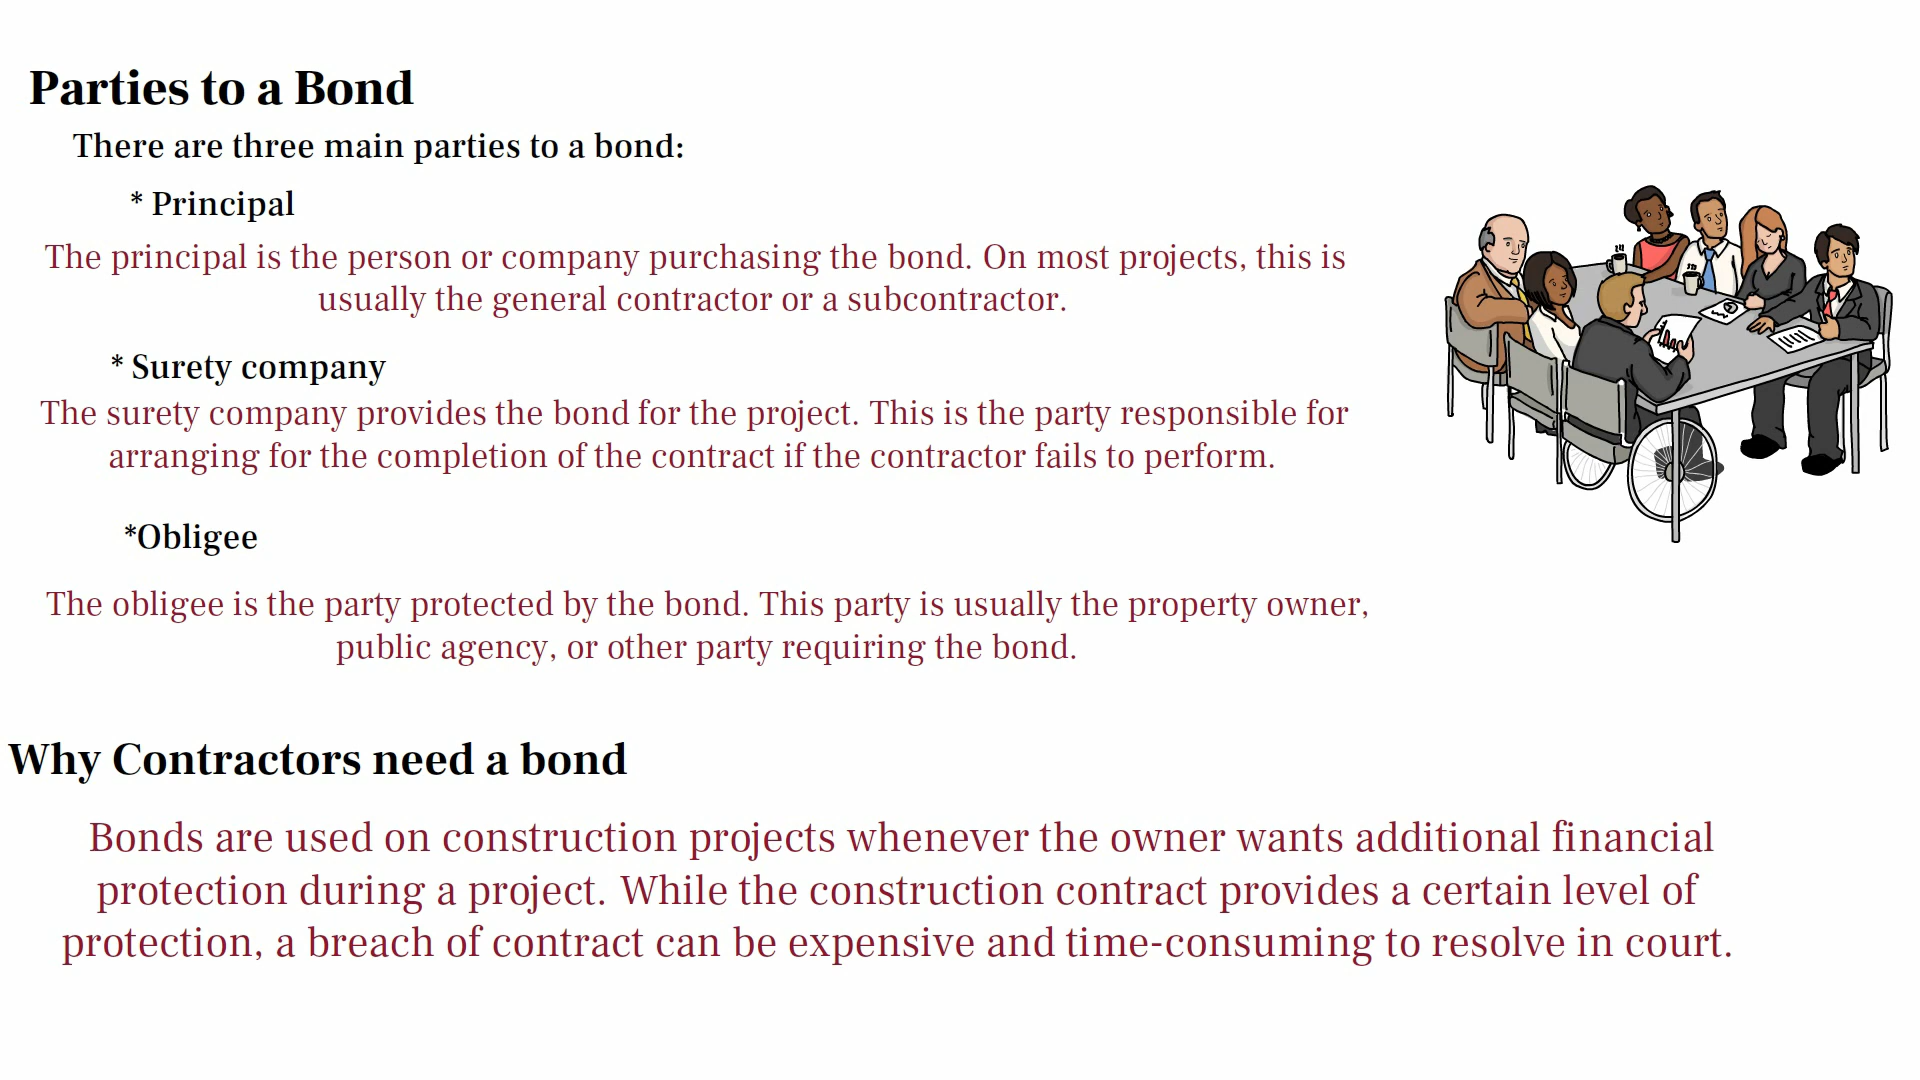 Parties to a Bond
There are three main parties to a bond:
* Principal
The principal is the person or company purchasing the bond. On most projects, this is
usually the general contractor or a subcontractor.
* Surety company
The surety company provides the bond for the project. This is the party responsible for
arranging for the completion of the contract if the contractor fails to perform.
*Obligee
The obligee is the party protected by the bond. This party is usually the property owner,
public agency, or other party requiring the bond.
Why Contractors need a bond
Bonds are used on construction projects whenever the owner wants additional financial
protection during a project. While the construction contract provides a certain level of
protection, a breach of contract can be expensive and time-consuming to resolve in court.